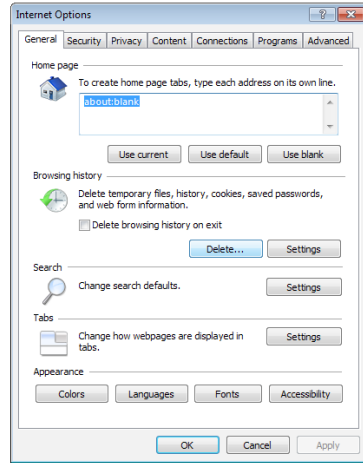 Internet Options
General Security Privacy Content Connections Programs Advanced
Home page
To create home page tabs, type each address on its own line.
about:blank
Use current Use default Use blank
Browsing history
Delete temporary files, history, cookies, saved passwords,
and web form information.
Delete browsing history on exit
Delete... Settings
Search
Change search defaults. Settings
Tabs
Change how webpages are displayed in Settings
tabs.
Appearance
Colors Languages Fonts Accessibility
OK Cancel Apply